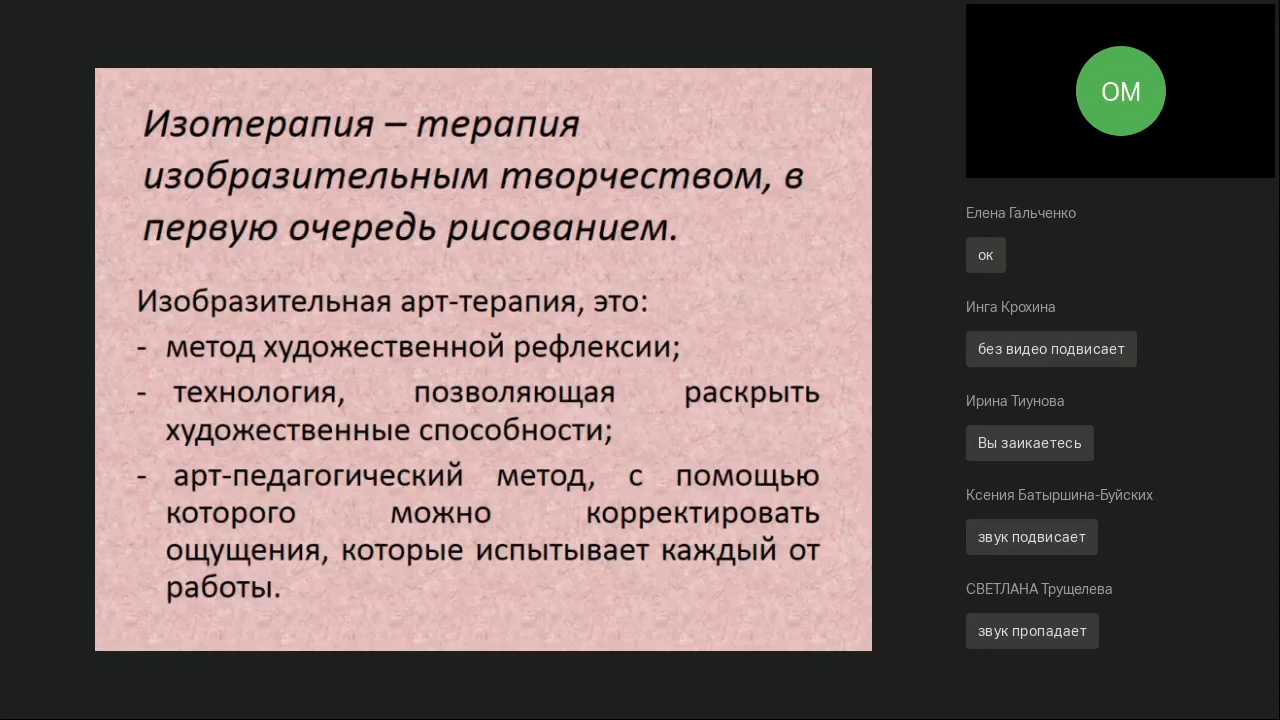 Изотерапия – терапия
изобразительным творчеством, в
первую очередь рисованием.
Изобразительная арт-терапия, это:
- метод художественной рефлексии;
- технология, позволяющая раскрыть
художественные способности;
- арт-педагогический метод, с помощью
которого можно корректировать
ощущения, которые испытывает каждый от
работы.
ОМ
Елена Гальченко
ок
Инга Крохина
без видео подвисает
Ирина Тиунова
Вы заикаетесь
Ксения Батыршина-Буйских
звук подвисает
СВЕТЛАНА Трущелева
звук пропадает